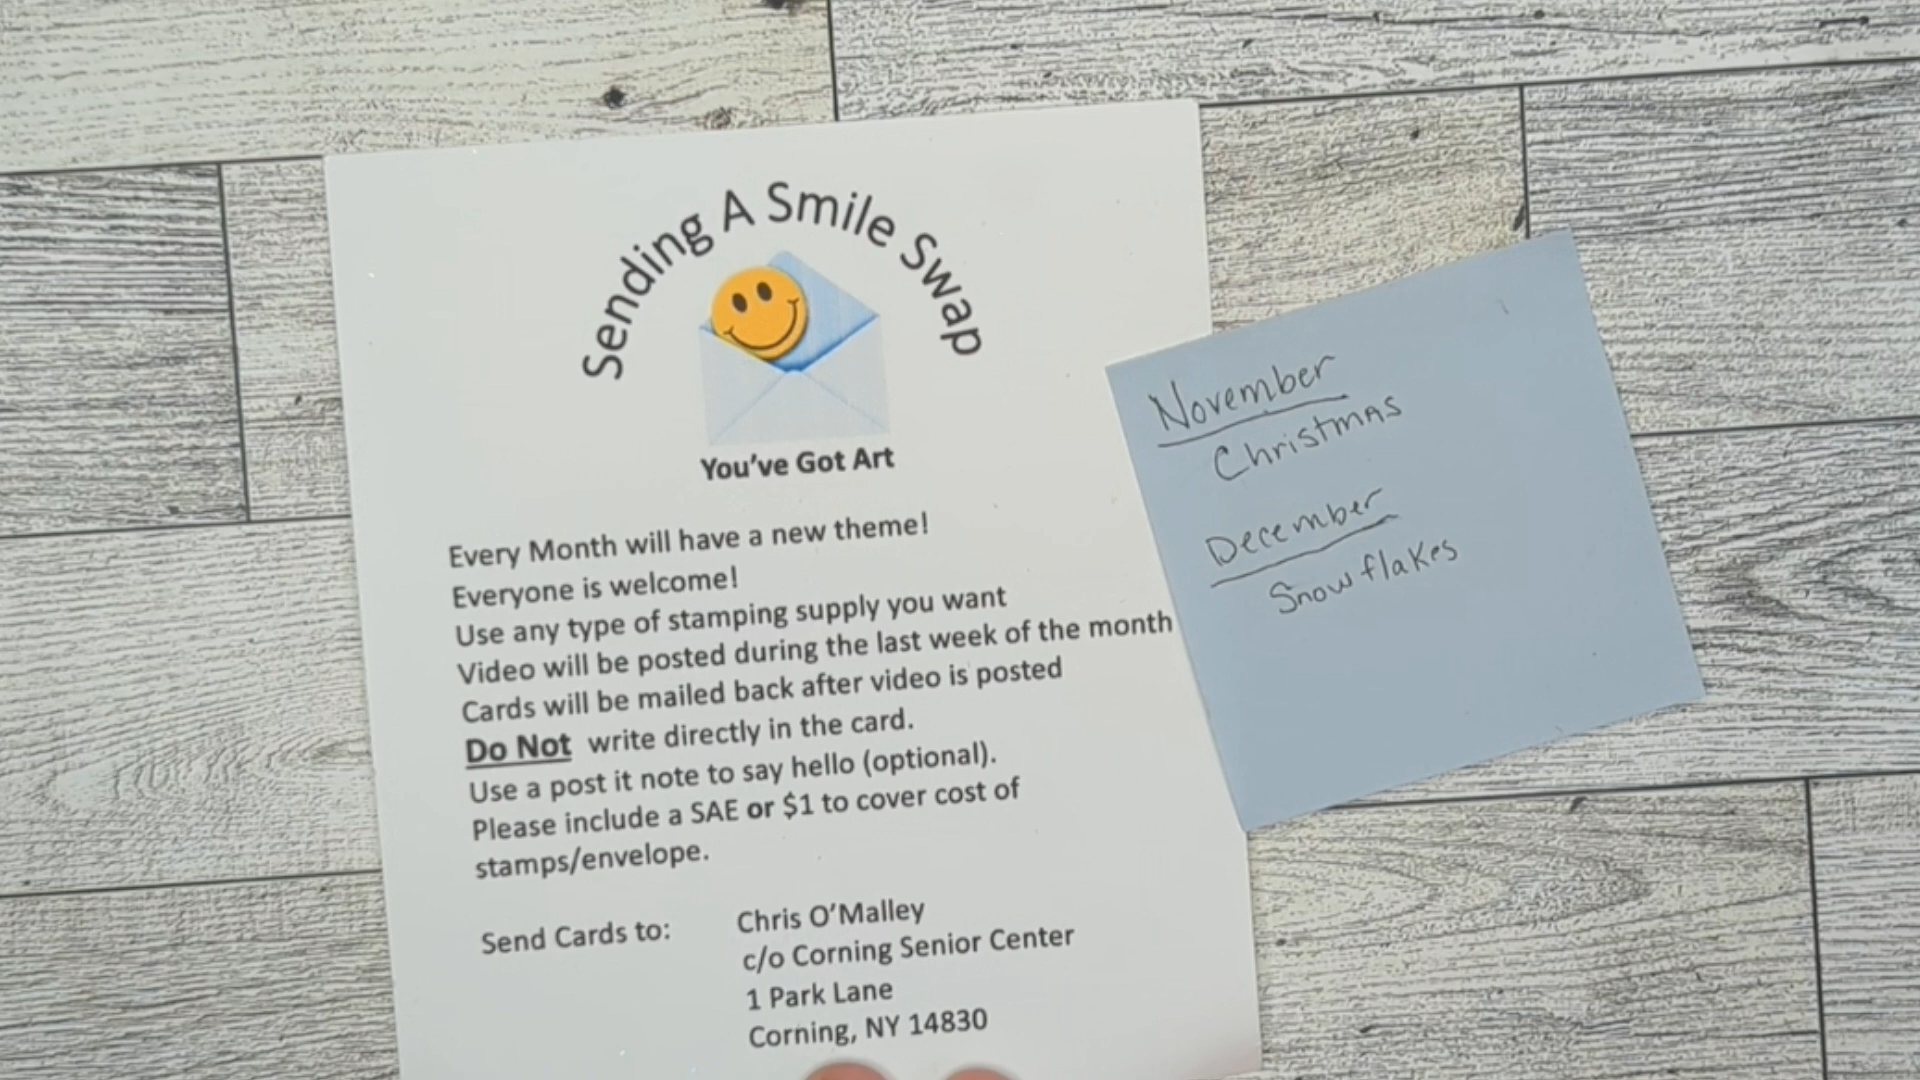 Sending A Smile Swap
You've Got Art
Every Month will have a new theme!
Everyone is welcome!
Use any type of stamping supply you want
Video will be posted during the last week of the month
Cards will be mailed back after video is posted
Do Not write directly in the card.
Use a post it note to say hello (optional).
Please include a SAE or $1 to cover cost of
stamps/envelope.
Send Cards to: Chris O'Malley
c/o Corning Senior Center
1 Park Lane
Corning, NY 14830
November
Christmas
December
Snowflakes